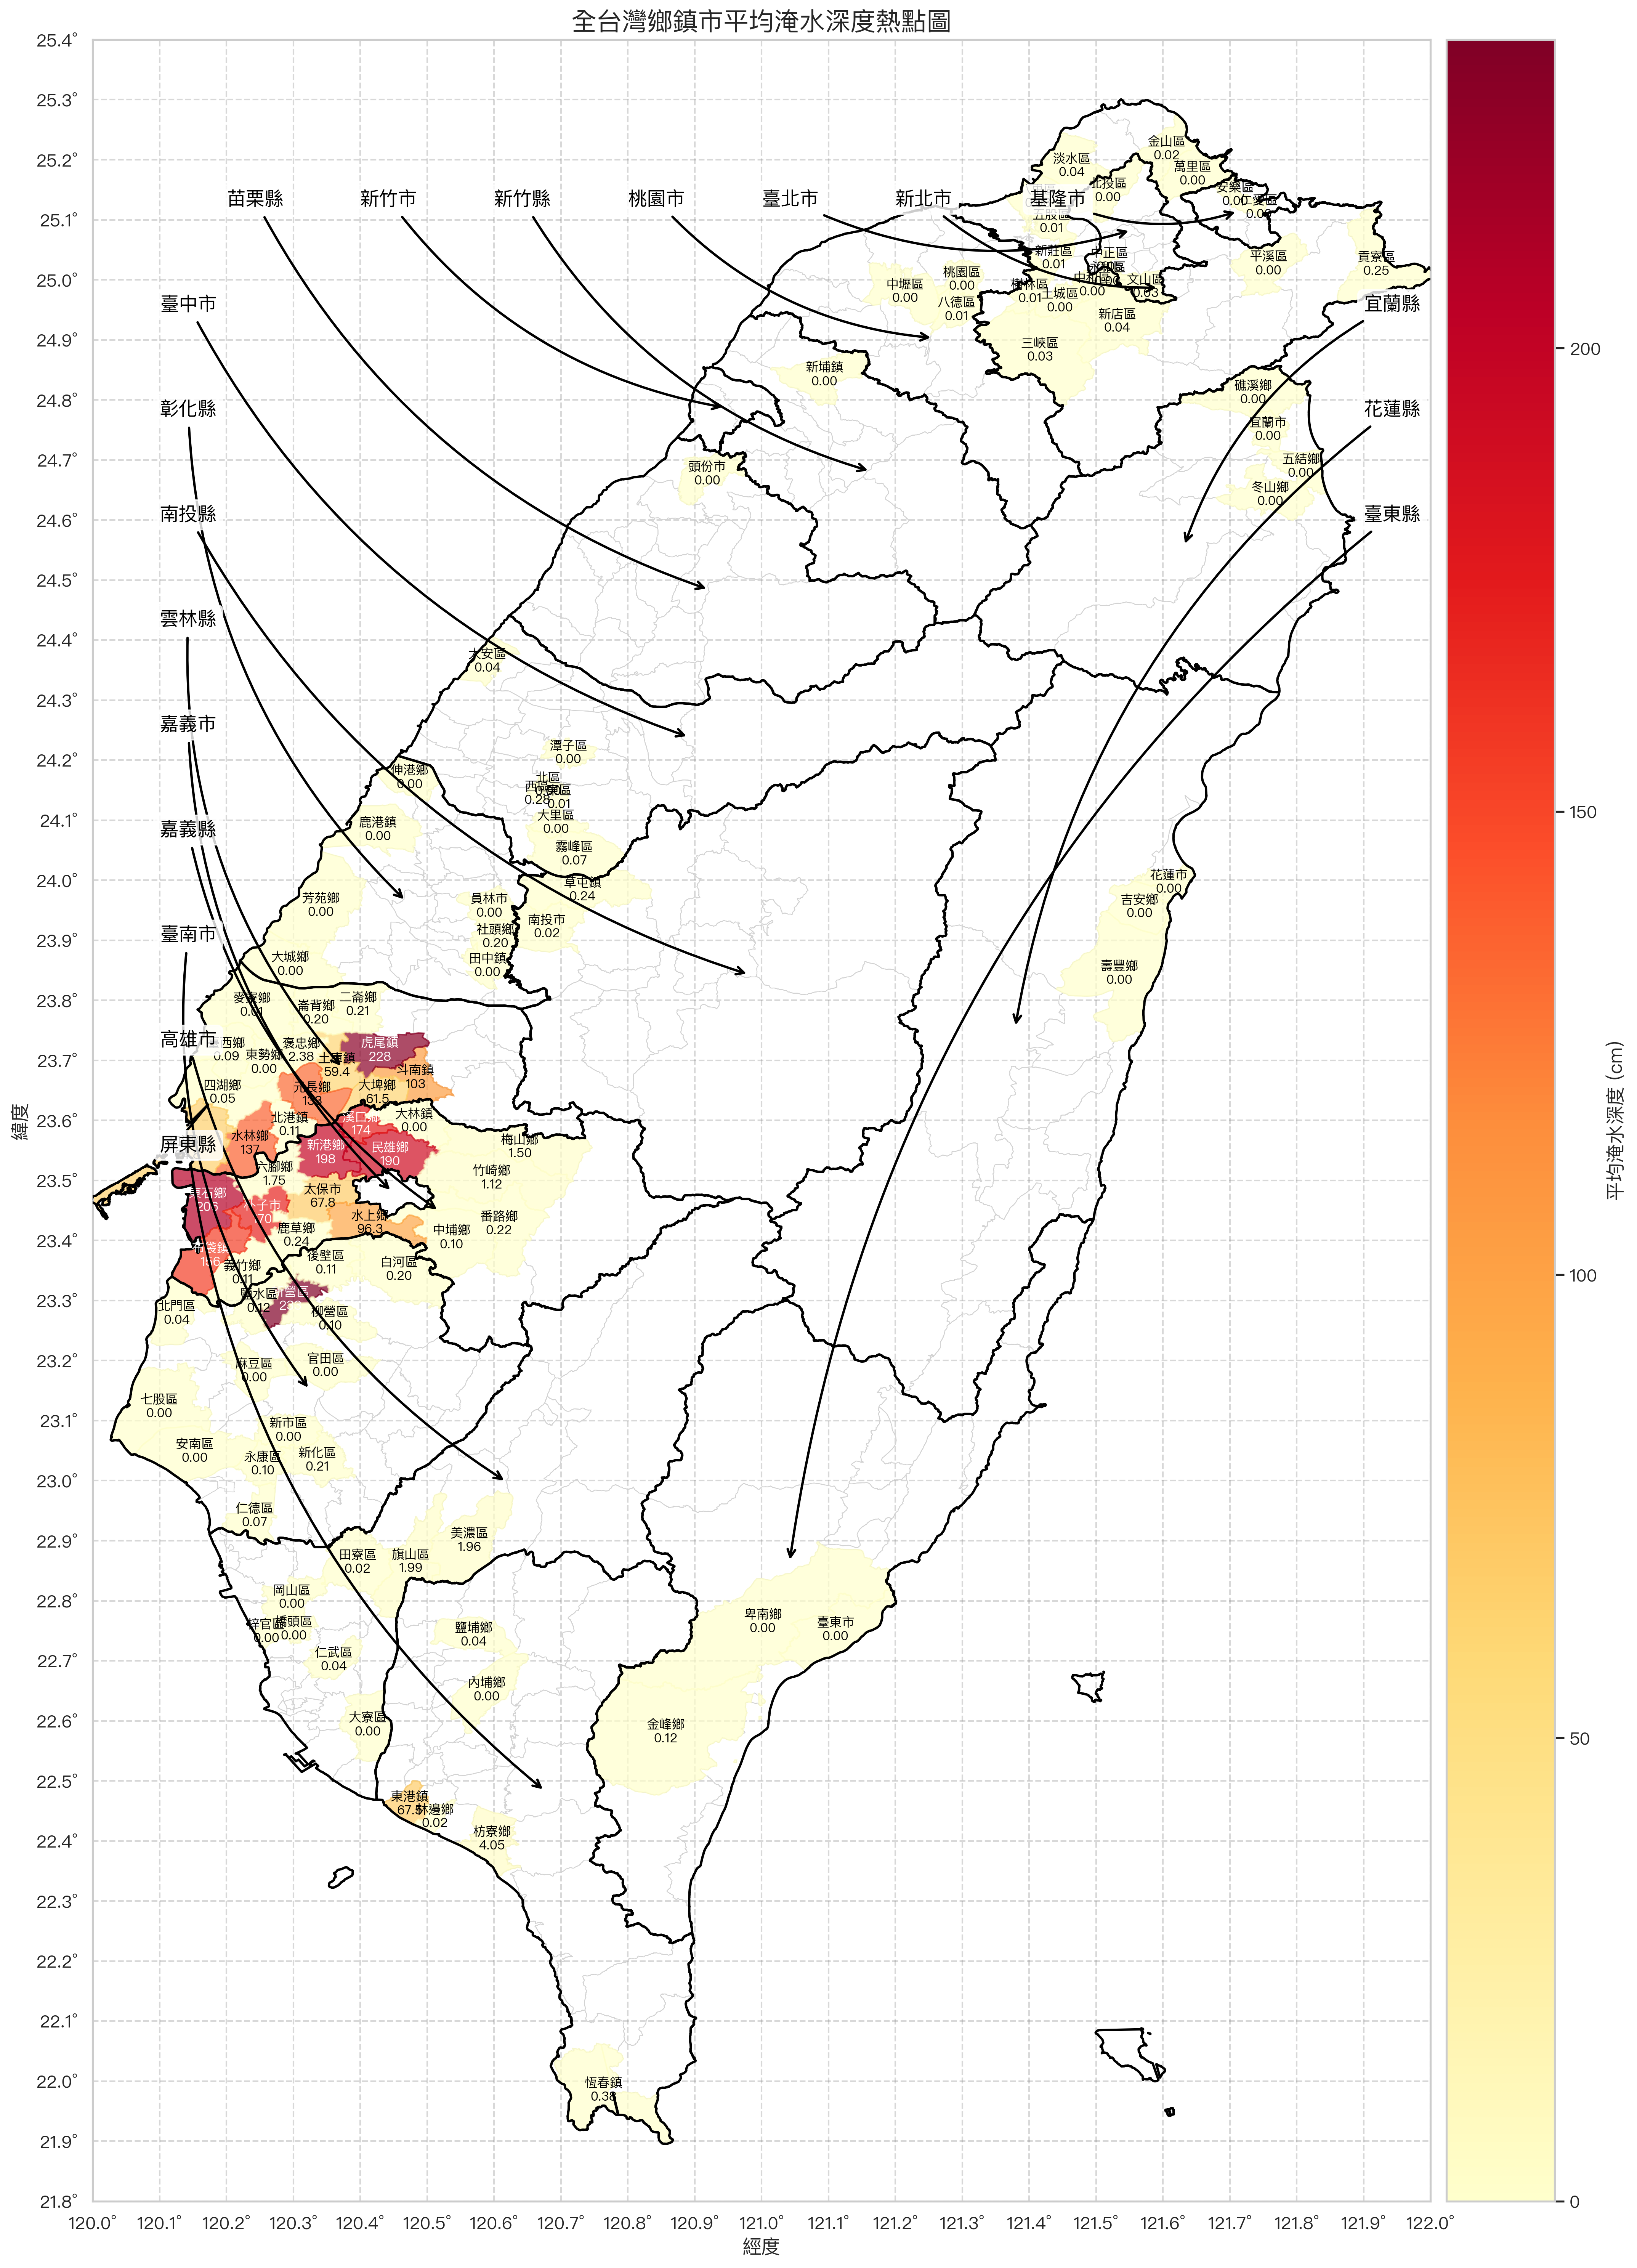 全台灣鄉鎮市平均淹水深度熱點圖
25.4°
25.3°
25.2°
25.1°
25.0°
24.9°
24.8°
24.7°
24.6°
24.5°
24.4°
24.3°
24.2°
24.1°
24.0°
23.9°
23.8°
23.7°
23.6°
23.5°
23.4°
23.3°
23.2°
23.1°
23.0°
22.9°
22.8°
22.7°
22.6°
22.5°
22.4°
22.3°
22.2°
22.1°
22.0°
21.9°
21.8°
緯度
苗栗縣
新竹市
新竹縣
桃園市
臺北市
新北市
基隆市
臺中市
彰化縣
南投縣
雲林縣
嘉義市
嘉義縣
臺南市
高雄市
屏東縣
宜蘭縣
花蓮縣
臺東縣
金山區
0.02
淡水區
0.04
萬里區
0.00
北投區
0.00
安樂區
0.00
仁愛區
0.00
五股區
0.01
新莊區
0.01
中正區
平溪區
0.00
貢寮區
0.25
桃園區
0.00
中壢區
0.00
八德區
0.01
樹林區
0.01
土城區
0.00
中和區
0.00
文山區
0.03
新店區
0.04
三峽區
0.03
新埔鎮
0.00
礁溪鄉
0.00
宜蘭市
0.00
五結鄉
0.00
冬山鄉
0.00
頭份市
0.00
大安區
0.04
潭子區
0.00
伸港鄉
0.00
北區
西區
0.28
東區
0.01
大里區
0.00
鹿港鎮
0.00
霧峰區
0.07
草屯鎮
0.24
花蓮市
0.00
吉安鄉
0.00
芳苑鄉
0.00
員林市
0.00
南投市
0.02
社頭鄉
0.20
田中鎮
0.00
大城鄉
0.00
壽豐鄉
0.00
麥寮鄉
0.01
崙背鄉
0.20
二崙鄉
0.21
西鄉
0.09
東勢鄉
0.00
褒忠鄉
2.38
土庫鎮
59.4
虎尾鎮
228
斗南鎮
103
四湖鄉
0.05
元長鄉
133
大埤鄉
61.5
北港鎮
0.11
水林鄉
137
溪口鄉
174
大林鎮
0.00
新港鄉
198
民雄鄉
190
梅山鄉
1.50
竹崎鄉
1.12
六腳鄉
1.75
太保市
67.8
東石鄉
水上鄉
96.3
鹿草鄉
0.24
中埔鄉
0.10
番路鄉
0.22
義竹鄉
0.11
後壁區
0.11
白河區
0.20
鹽水區
0.12
北門區
0.04
柳營區
0.10
麻豆區
0.00
官田區
0.00
七股區
0.00
新市區
0.00
安南區
0.00
永康區
0.10
新化區
0.21
仁德區
0.07
美濃區
1.96
田寮區
0.02
旗山區
1.99
岡山區
0.00
梓官區
0.00
橋頭區
0.00
仁武區
0.04
鹽埔鄉
0.04
內埔鄉
0.00
大寮區
0.00
卑南鄉
0.00
臺東市
0.00
金峰鄉
0.12
東港鎮
67.5
林邊鄉
0.02
枋寮鄉
4.05
恆春鎮
0.38
120.0°
120.1°
120.2°
120.3°
120.4°
120.5°
120.6°
120.7°
120.8°
120.9°
121.0°
121.1°
121.2°
121.3°
121.4°
121.5°
121.6°
121.7°
121.8°
121.9°
122.0°
經度
200
150
100
50
0
平均淹水深度 (cm)